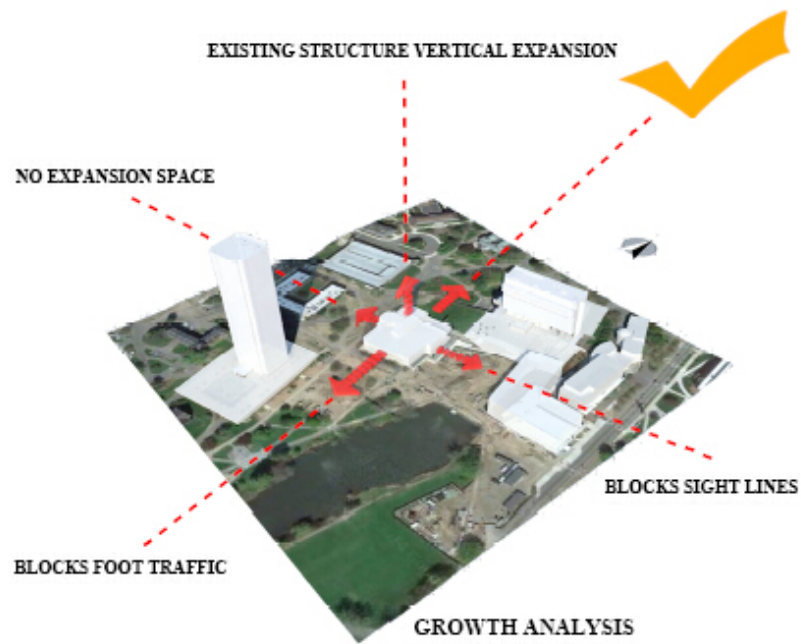 EXISTING STRUCTURE VERTICAL EXPANSION
NO EXPANSION SPACE
BLOCKS SIGHT LINES
BLOCKS FOOT TRAFFIC
GROWTH ANALYSIS